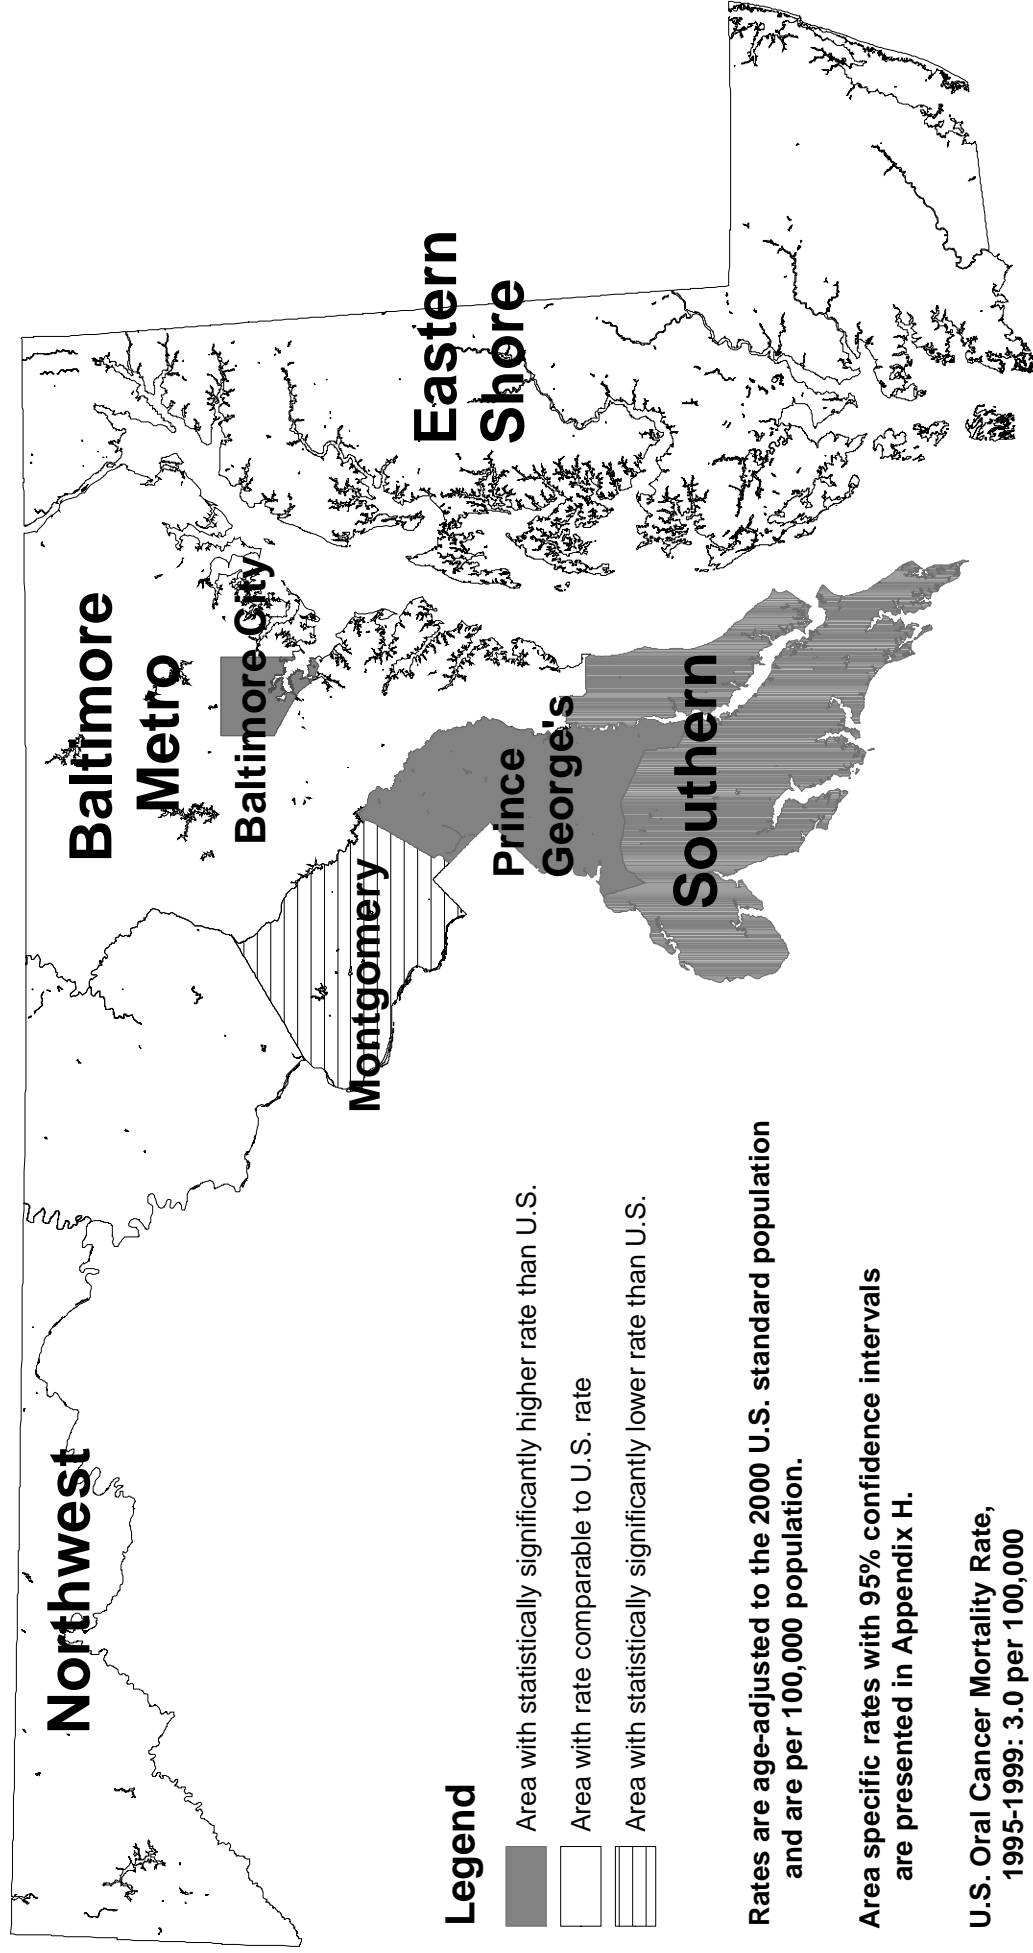 Northwest
Baltimore
Metro
Baltimore City
Eastern
Shore
Montgomery
Prince
George's
Southern
Legend
Area with statistically significantly higher rate than U.S.
Area with rate comparable to U.S. rate
Area with statistically significantly lower rate than U.S.
Rates are age-adjusted to the 2000 U.S. standard population
and are per 100,000 population.
Area specific rates with 95% confidence intervals
are presented in Appendix H.
U.S. Oral Cancer Mortality Rate,
1995-1999: 3.0 per 100,000